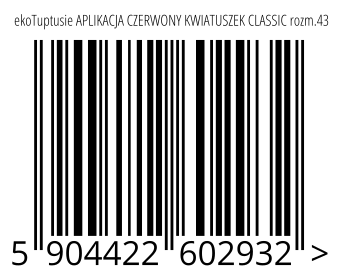 ekoTuptusie APLIKACJA CZERWONY KWIATUSZEK CLASSIC rozm.43
5 904422 602932 >